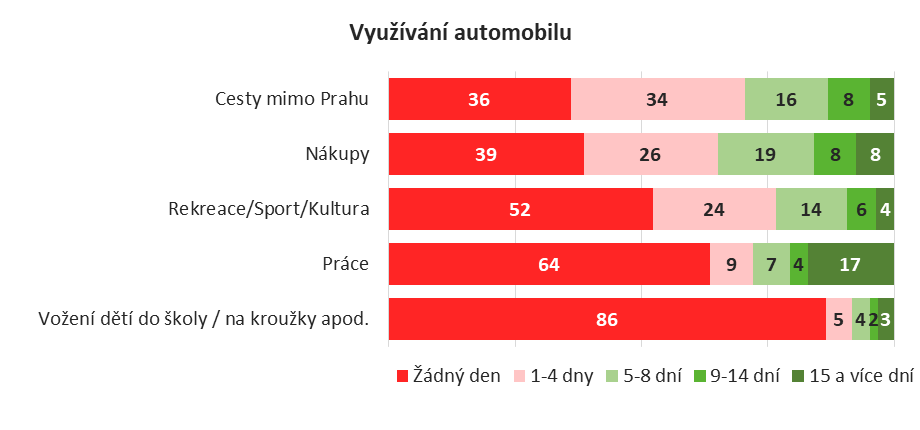 Využívání automobilu
Cesty mimo Prahu 36 34 16 8 5
Nákupy 39 26 19 8 8
Rekreace/Sport/Kultura 52 24 14 6 4
Práce 64 9 7 4 17
Vožení dětí do školy / na kroužky apod. 86 5 4 2 3
Žádný den 1-4 dny 5-8 dní 9-14 dní 15 a více dní